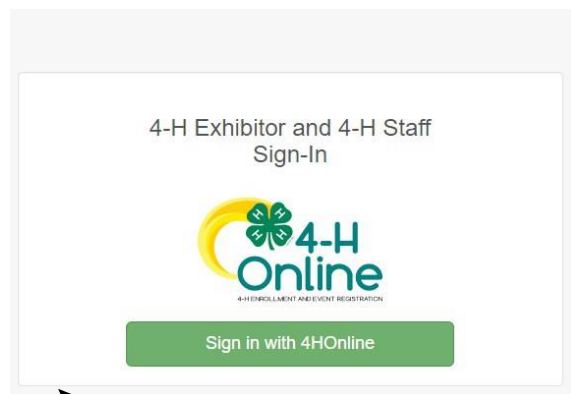 4-H Exhibitor and 4-H Staff
Sign-In
H H
H H
4-H
Online
4-H ENROLLMENT AND EVENT REGISTRATION
Sign in with 4HOnline